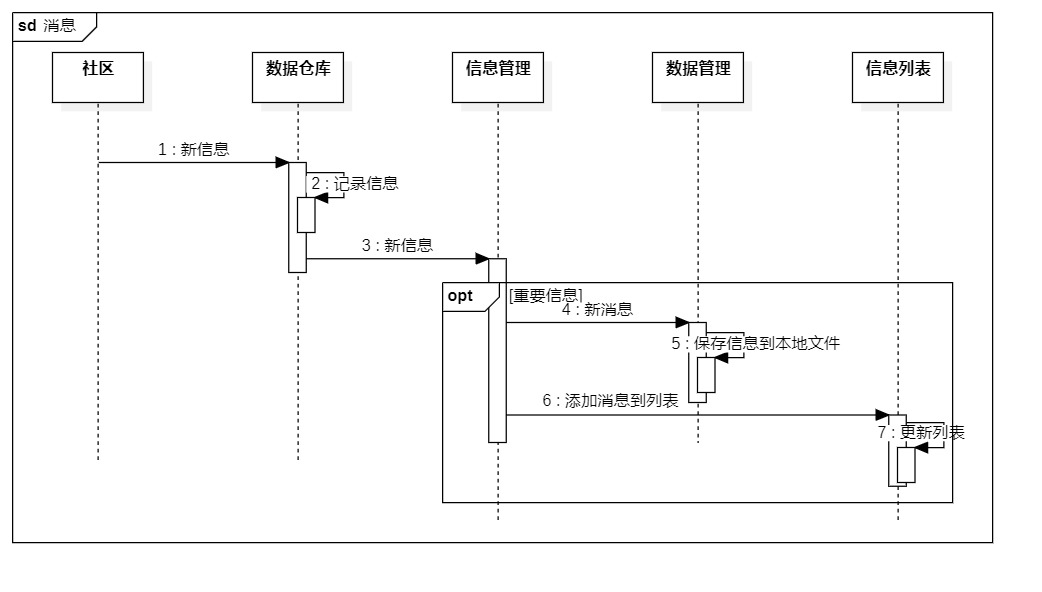 sd 消息
社区
数据仓库
信息管理
数据管理
信息列表
1 : 新信息
2 : 记录信息
3 : 新信息
opt
[重要信息]
4 : 新消息
5 : 保存信息到本地文件
6 : 添加消息到列表
7 : 更新列表